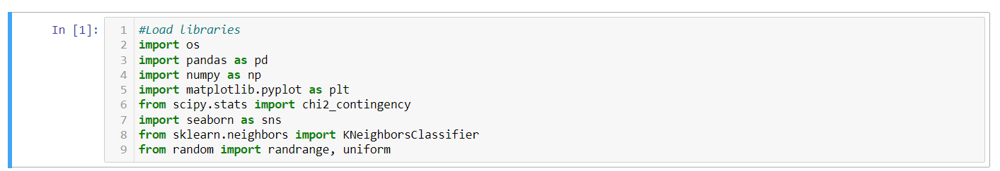 In [1]:
1 #Load libraries
2 import os
3 import pandas as pd
4 import numpy as np
5 import matplotlib.pyplot as plt
6 from scipy.stats import chi2_contingency
7 import seaborn as sns
8 from sklearn.neighbors import KNeighborsClassifier
9 from random import randrange, uniform